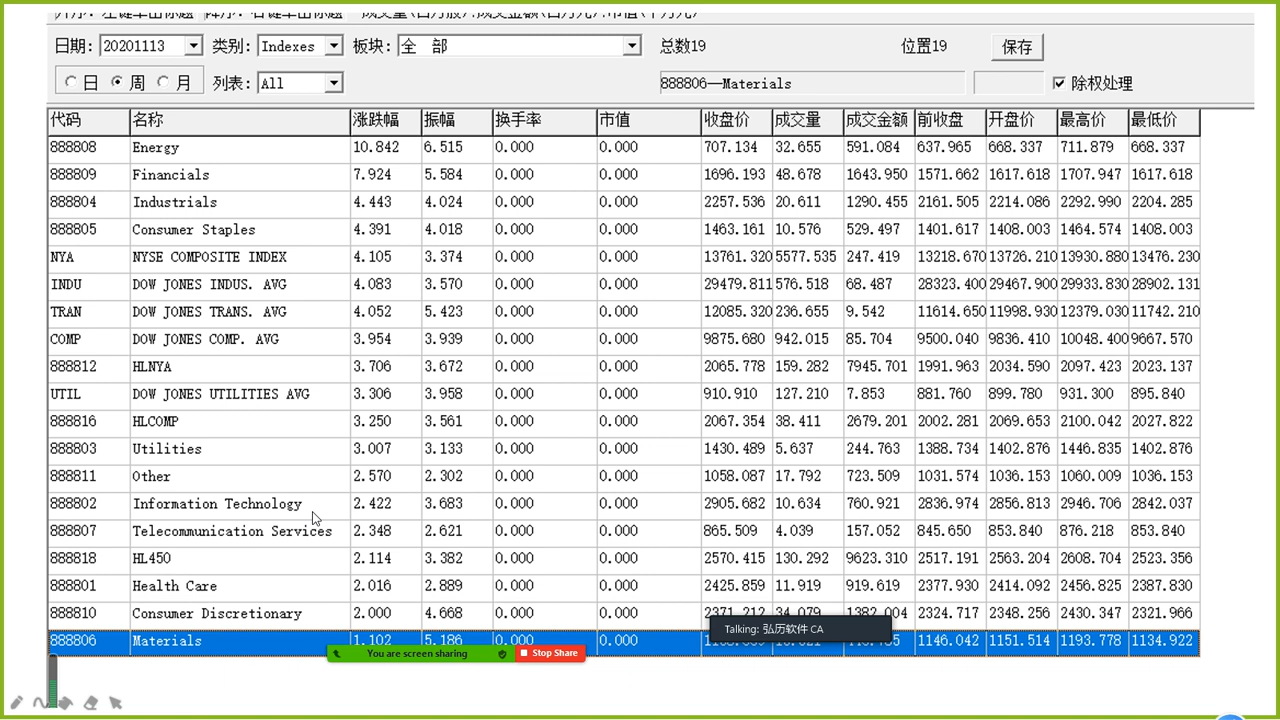 日期: 20201113 类别: Indexes 板块: 全 部 总数19 位置19 保存
日 周 月 列表: All 888806—Materials 除权处理
代码 名称 涨跌幅 振幅 换手率 市值 收盘价 成交量 成交金额 前收盘 开盘价 最高价 最低价
888808 Energy 10.842 6.515 0.000 0.000 707.134 32.655 591.084 637.965 668.337 711.879 668.337
888809 Financials 7.924 5.584 0.000 0.000 1696.193 48.678 1643.950 1571.662 1617.618 1707.947 1617.618
888804 Industrials 4.443 4.024 0.000 0.000 2257.536 20.611 1290.455 2161.505 2214.086 2292.990 2204.285
888805 Consumer Staples 4.391 4.018 0.000 0.000 1463.161 10.576 529.497 1401.617 1408.003 1464.574 1408.003
NYA NYSE COMPOSITE INDEX 4.105 3.374 0.000 0.000 13761.320 5577.535 247.419 13218.670 13726.210 13930.880 13476.230
INDU DOW JONES INDUS. AVG 4.083 3.570 0.000 0.000 29479.811 576.518 68.487 28323.400 29467.900 29933.830 28902.131
TRAN DOW JONES TRANS. AVG 4.052 5.423 0.000 0.000 12085.320 236.655 9.542 11614.650 11998.930 12379.030 11742.210
COMP DOW JONES COMP. AVG 3.954 3.939 0.000 0.000 9875.680 942.015 85.704 9500.040 9836.410 10048.400 9667.570
888812 HLNYA 3.706 3.672 0.000 0.000 2065.778 159.282 7945.701 1991.963 2034.590 2097.423 2023.137
UTIL DOW JONES UTILITIES AVG 3.306 3.958 0.000 0.000 910.910 127.210 7.853 881.760 899.780 931.300 895.840
888816 HLCOMP 3.250 3.561 0.000 0.000 2067.354 38.411 2679.201 2002.281 2069.653 2100.042 2027.822
888803 Utilities 3.007 3.133 0.000 0.000 1430.489 5.637 244.763 1388.734 1402.876 1446.835 1402.876
888811 Other 2.570 2.302 0.000 0.000 1058.087 17.792 723.509 1031.574 1036.153 1060.009 1036.153
888802 Information Technology 2.422 3.683 0.000 0.000 2905.682 10.634 760.921 2836.974 2856.813 2946.706 2842.037
888807 Telecommunication Services 2.348 2.621 0.000 0.000 865.509 4.039 157.052 845.650 853.840 876.218 853.840
888818 HL450 2.114 3.382 0.000 0.000 2570.415 130.292 9623.310 2517.191 2563.204 2608.704 2523.356
888801 Health Care 2.016 2.889 0.000 0.000 2425.859 11.919 919.619 2377.930 2414.092 2456.825 2387.830
888810 Consumer Discretionary 2.000 4.668 0.000 0.000 2371.212 34.079 1382.004 2324.717 2348.256 2430.347 2321.966
888806 Materials 1.102 5.186 0.000 0.000 1146.042 1151.514 1193.778 1134.922
Talking: 弘历软件 CA
You are screen sharing Stop Share